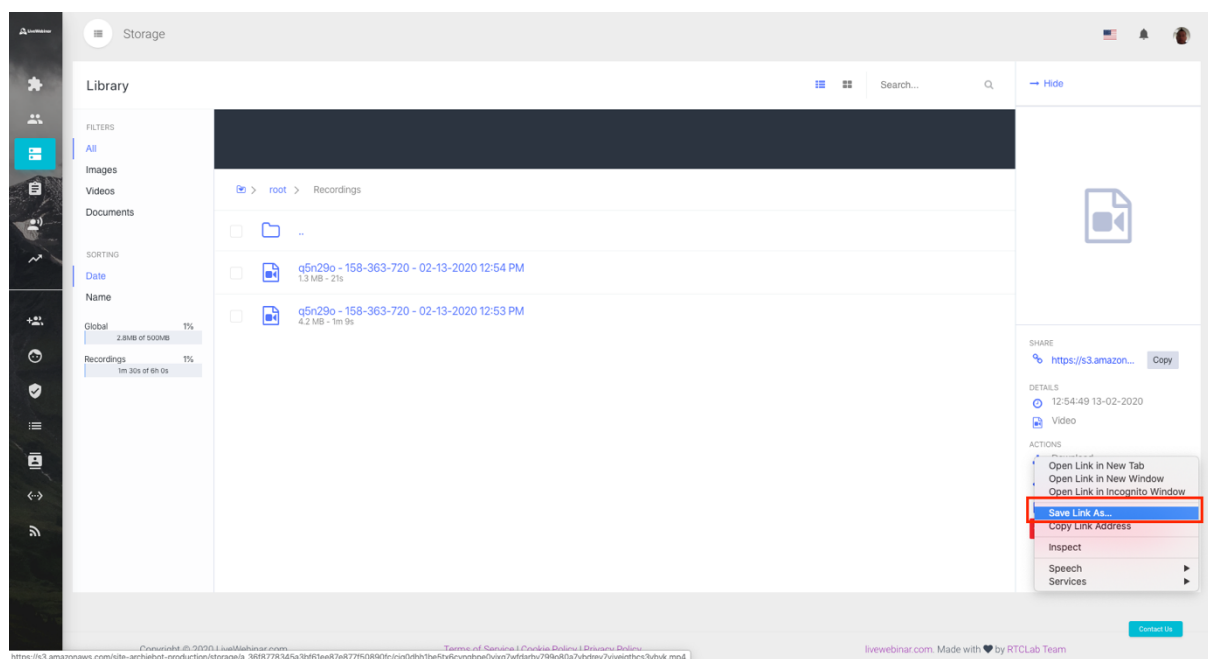 LiveWebinar
Storage
Library
Search...
Hide
FILTERS
All
Images
Videos
Documents
SORTING
Date
Name
Global 1%
2.8MB of 500MB
Recordings 1%
1m 30s of 6h 0s
root > Recordings
..
q5n29o - 158-363-720 - 02-13-2020 12:54 PM
1.3 MB - 21s
q5n29o - 158-363-720 - 02-13-2020 12:53 PM
4.2 MB - 1m 9s
SHARE
https://s3.amazon... Copy
DETAILS
12:54:49 13-02-2020
Video
ACTIONS
Download
Open Link in New Tab
Open Link in New Window
Open Link in Incognito Window
Save Link As...
Copy Link Address
Inspect
Speech
Services
Contact Us
Copyright © 2020 LiveWebinar.com
Terms of Service | Cookie Policy | Privacy Policy
livewebinar.com. Made with ♥ by RTCLab Team